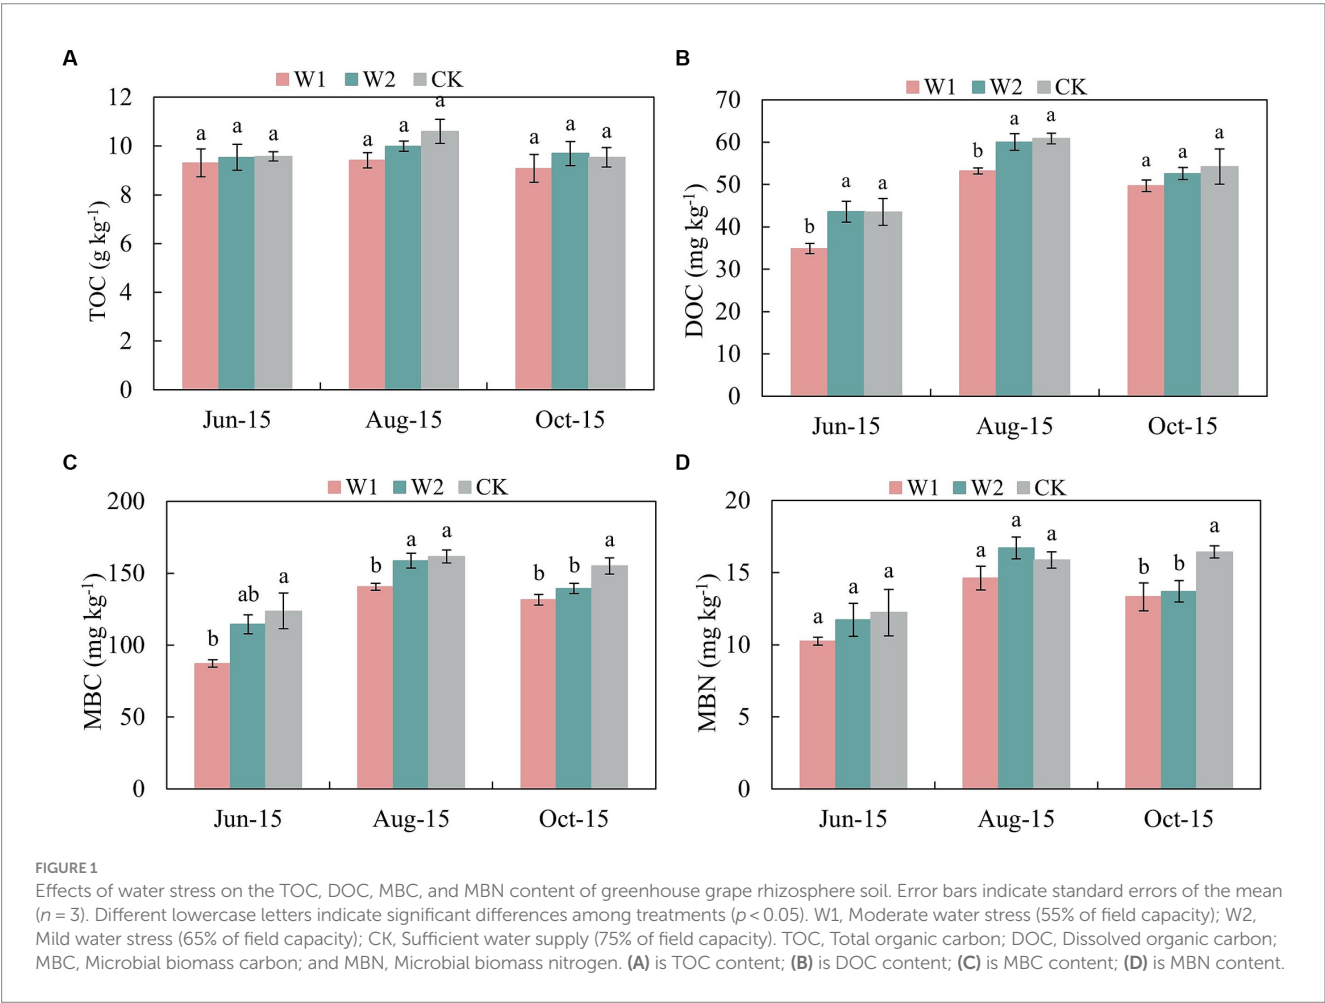 A
W1 W2 CK
12
10
8
6
4
2
0
TOC (g kg-1)
a a a a a a a a a
Jun-15 Aug-15 Oct-15
B
W1 W2 CK
70
60
50
40
30
20
10
0
DOC (mg kg-1)
b a a b a a a a a
Jun-15 Aug-15 Oct-15
C
W1 W2 CK
200
150
100
50
0
MBC (mg kg-1)
b ab a b a a b b a
Jun-15 Aug-15 Oct-15
D
W1 W2 CK
20
15
10
5
0
MBN (mg kg-1)
a a a a a a b b a
Jun-15 Aug-15 Oct-15
FIGURE 1
Effects of water stress on the TOC, DOC, MBC, and MBN content of greenhouse grape rhizosphere soil. Error bars indicate standard errors of the mean
(n = 3). Different lowercase letters indicate significant differences among treatments (p < 0.05). W1, Moderate water stress (55% of field capacity); W2,
Mild water stress (65% of field capacity); CK, Sufficient water supply (75% of field capacity). TOC, Total organic carbon; DOC, Dissolved organic carbon;
MBC, Microbial biomass carbon; and MBN, Microbial biomass nitrogen. (A) is TOC content; (B) is DOC content; (C) is MBC content; (D) is MBN content.